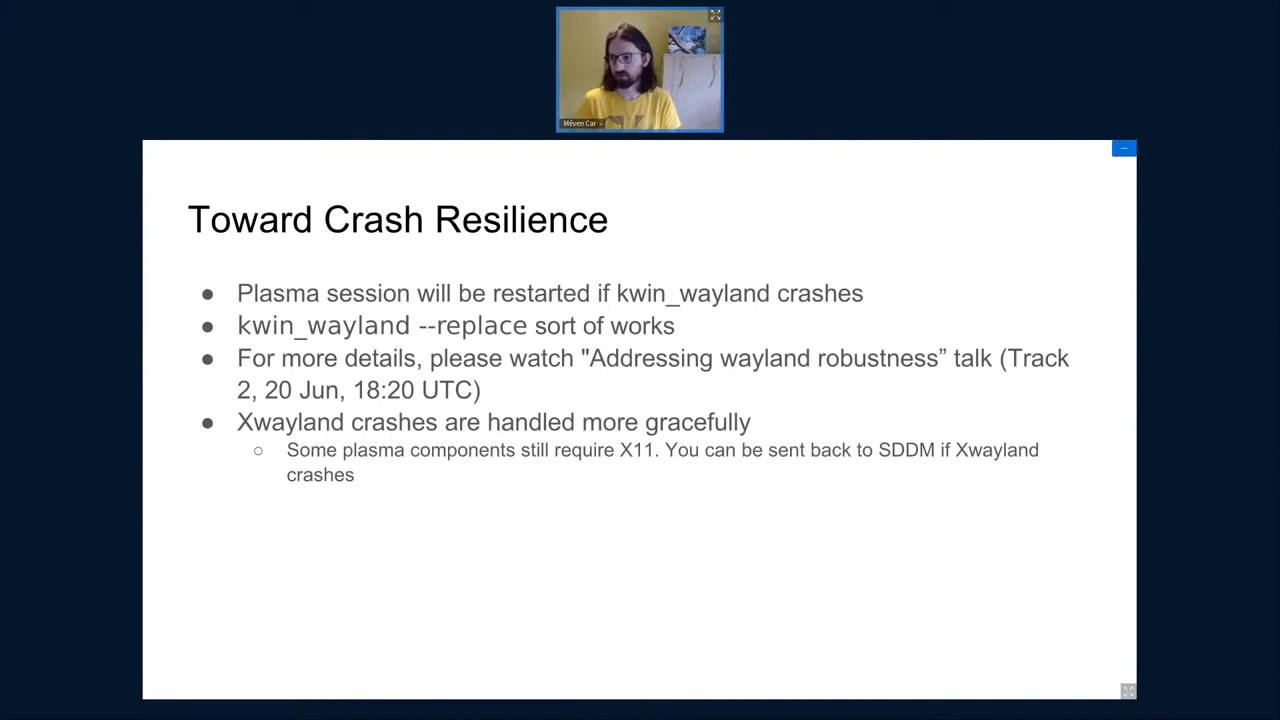 Méven Car
Toward Crash Resilience
● Plasma session will be restarted if kwin_wayland crashes
● kwin_wayland --replace sort of works
● For more details, please watch "Addressing wayland robustness” talk (Track
2, 20 Jun, 18:20 UTC)
● Xwayland crashes are handled more gracefully
○ Some plasma components still require X11. You can be sent back to SDDM if Xwayland
crashes